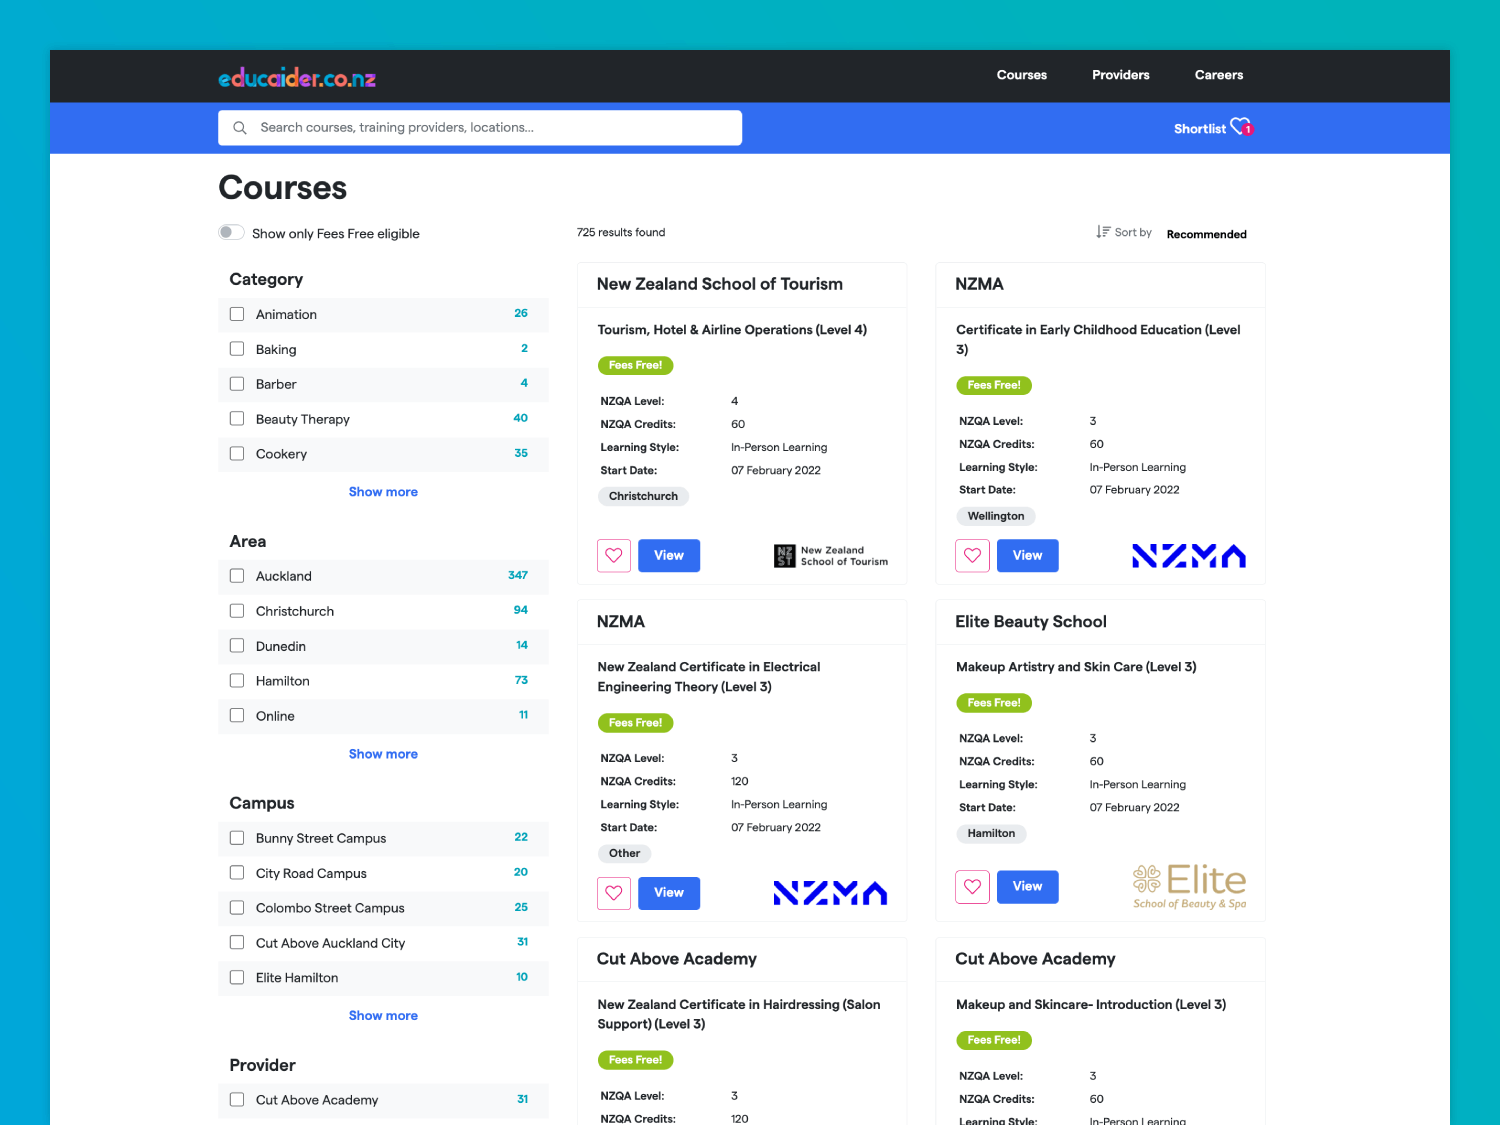 educaider.co.nz
Courses
Providers
Careers
Search courses, training providers, locations...
Shortlist
1
Courses
Show only Fees Free eligible
725 results found
Sort by
Recommended
Category
Animation 26
Baking 2
Barber 4
Beauty Therapy 40
Cookery 35
Show more
Area
Auckland 347
Christchurch 94
Dunedin 14
Hamilton 73
Online 11
Show more
Campus
Bunny Street Campus 22
City Road Campus 20
Colombo Street Campus 25
Cut Above Auckland City 31
Elite Hamilton 10
Show more
Provider
Cut Above Academy 31
New Zealand School of Tourism
Tourism, Hotel & Airline Operations (Level 4)
Fees Free!
NZQA Level: 4
NZQA Credits: 60
Learning Style: In-Person Learning
Start Date: 07 February 2022
Christchurch
View
NZ
ST
New Zealand
School of Tourism
NZMA
Certificate in Early Childhood Education (Level
3)
Fees Free!
NZQA Level: 3
NZQA Credits: 60
Learning Style: In-Person Learning
Start Date: 07 February 2022
Wellington
View
NZMA
NZMA
New Zealand Certificate in Electrical
Engineering Theory (Level 3)
Fees Free!
NZQA Level: 3
NZQA Credits: 120
Learning Style: In-Person Learning
Start Date: 07 February 2022
Other
View
NZMA
Elite Beauty School
Makeup Artistry and Skin Care (Level 3)
Fees Free!
NZQA Level: 3
NZQA Credits: 60
Learning Style: In-Person Learning
Start Date: 07 February 2022
Hamilton
View
Elite
School of Beauty & Spa
Cut Above Academy
New Zealand Certificate in Hairdressing (Salon
Support) (Level 3)
Fees Free!
NZQA Level: 3
NZQA Credits: 120
Cut Above Academy
Makeup and Skincare- Introduction (Level 3)
Fees Free!
NZQA Level: 3
NZQA Credits: 60
Learning Style: In-Person Learning